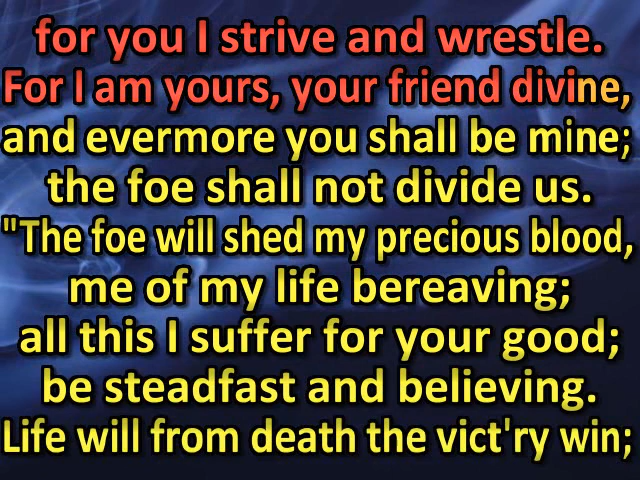 for you I strive and wrestle.
For I am yours, your friend divine,
and evermore you shall be mine;
the foe shall not divide us.
"The foe will shed my precious blood,
me of my life bereaving;
all this I suffer for your good;
be steadfast and believing.
Life will from death the vict'ry win;